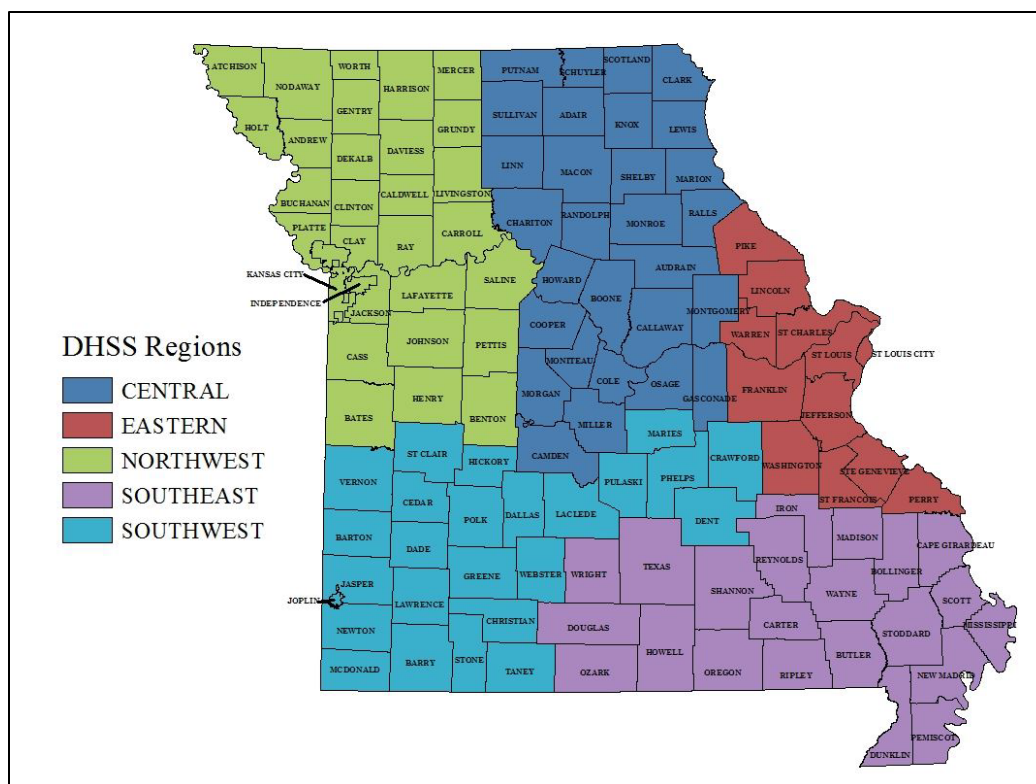 ATCHISON
NODAWAY
WORTH
HARRISON
MERCER
PUTNAM
SCHUYLER
SCOTLAND
CLARK
GENTRY
SULLIVAN
ADAIR
KNOX
LEWIS
HOLT
ANDREW
GRUNDY
DEKALB
DAVIESS
LINN
MACON
SHELBY
MARION
BUCHANAN
CLINTON
CALDWELL
LIVINGSTON
CHARITON
RANDOLPH
MONROE
RALLS
PLATTE
CLAY
RAY
CARROLL
PIKE
AUDRAIN
KANSAS CITY
INDEPENDENCE
SALINE
HOWARD
BOONE
LINCOLN
LAFAYETTE
JACKSON
COOPER
CALLAWAY
MONTGOMERY
WARREN
ST CHARLES
ST LOUIS
ST LOUIS CITY
CASS
JOHNSON
PETTIS
MONITEAU
COLE
OSAGE
GASCONADE
FRANKLIN
JEFFERSON
BATES
HENRY
BENTON
MORGAN
MILLER
MARIES
CAMDEN
ST CLAIR
HICKORY
VERNON
PULASKI
PHELPS
CRAWFORD
WASHINGTON
STE GENEVIEVE
ST FRANCOIS
PERRY
CEDAR
POLK
DALLAS
LACLEDE
DENT
IRON
MADISON
CAPE GIRARDEAU
BARTON
DADE
BOLLINGER
JASPER
GREENE
WEBSTER
WRIGHT
TEXAS
REYNOLDS
JOPLIN
LAWRENCE
SHANNON
WAYNE
SCOTT
MISSISSIPPI
NEWTON
CHRISTIAN
DOUGLAS
CARTER
STODDARD
MCDONALD
BARRY
STONE
TANEY
OZARK
HOWELL
OREGON
RIPLEY
BUTLER
NEW MADRID
PEMISCOT
DUNKLIN
DHSS Regions
CENTRAL
EASTERN
NORTHWEST
SOUTHEAST
SOUTHWEST